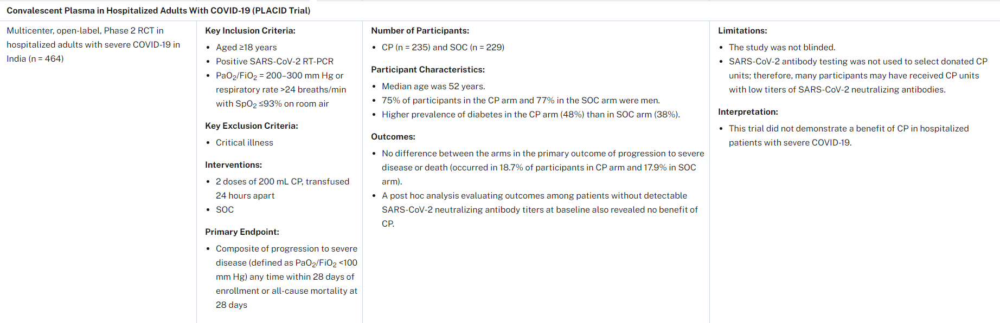 Convalescent Plasma in Hospitalized Adults With COVID-19 (PLACID Trial)
Multicenter, open-label, Phase 2 RCT in
hospitalized adults with severe COVID-19 in
India (n = 464)
Key Inclusion Criteria:
• Aged ≥18 years
• Positive SARS-CoV-2 RT-PCR
• PaO2/FiO2 = 200–300 mm Hg or
respiratory rate >24 breaths/min
with SpO2 ≤93% on room air
Key Exclusion Criteria:
• Critical illness
Interventions:
• 2 doses of 200 mL CP, transfused
24 hours apart
• SOC
Primary Endpoint:
• Composite of progression to severe
disease (defined as PaO2/FiO2 <100
mm Hg) any time within 28 days of
enrollment or all-cause mortality at
28 days
Number of Participants:
• CP (n = 235) and SOC (n = 229)
Participant Characteristics:
• Median age was 52 years.
• 75% of participants in the CP arm and 77% in the SOC arm were men.
• Higher prevalence of diabetes in the CP arm (48%) than in SOC arm (38%).
Outcomes:
• No difference between the arms in the primary outcome of progression to severe
disease or death (occurred in 18.7% of participants in CP arm and 17.9% in SOC
arm).
• A post hoc analysis evaluating outcomes among patients without detectable
SARS-CoV-2 neutralizing antibody titers at baseline also revealed no benefit of
CP.
Limitations:
• The study was not blinded.
• SARS-CoV-2 antibody testing was not used to select donated CP
units; therefore, many participants may have received CP units
with low titers of SARS-CoV-2 neutralizing antibodies.
Interpretation:
• This trial did not demonstrate a benefit of CP in hospitalized
patients with severe COVID-19.